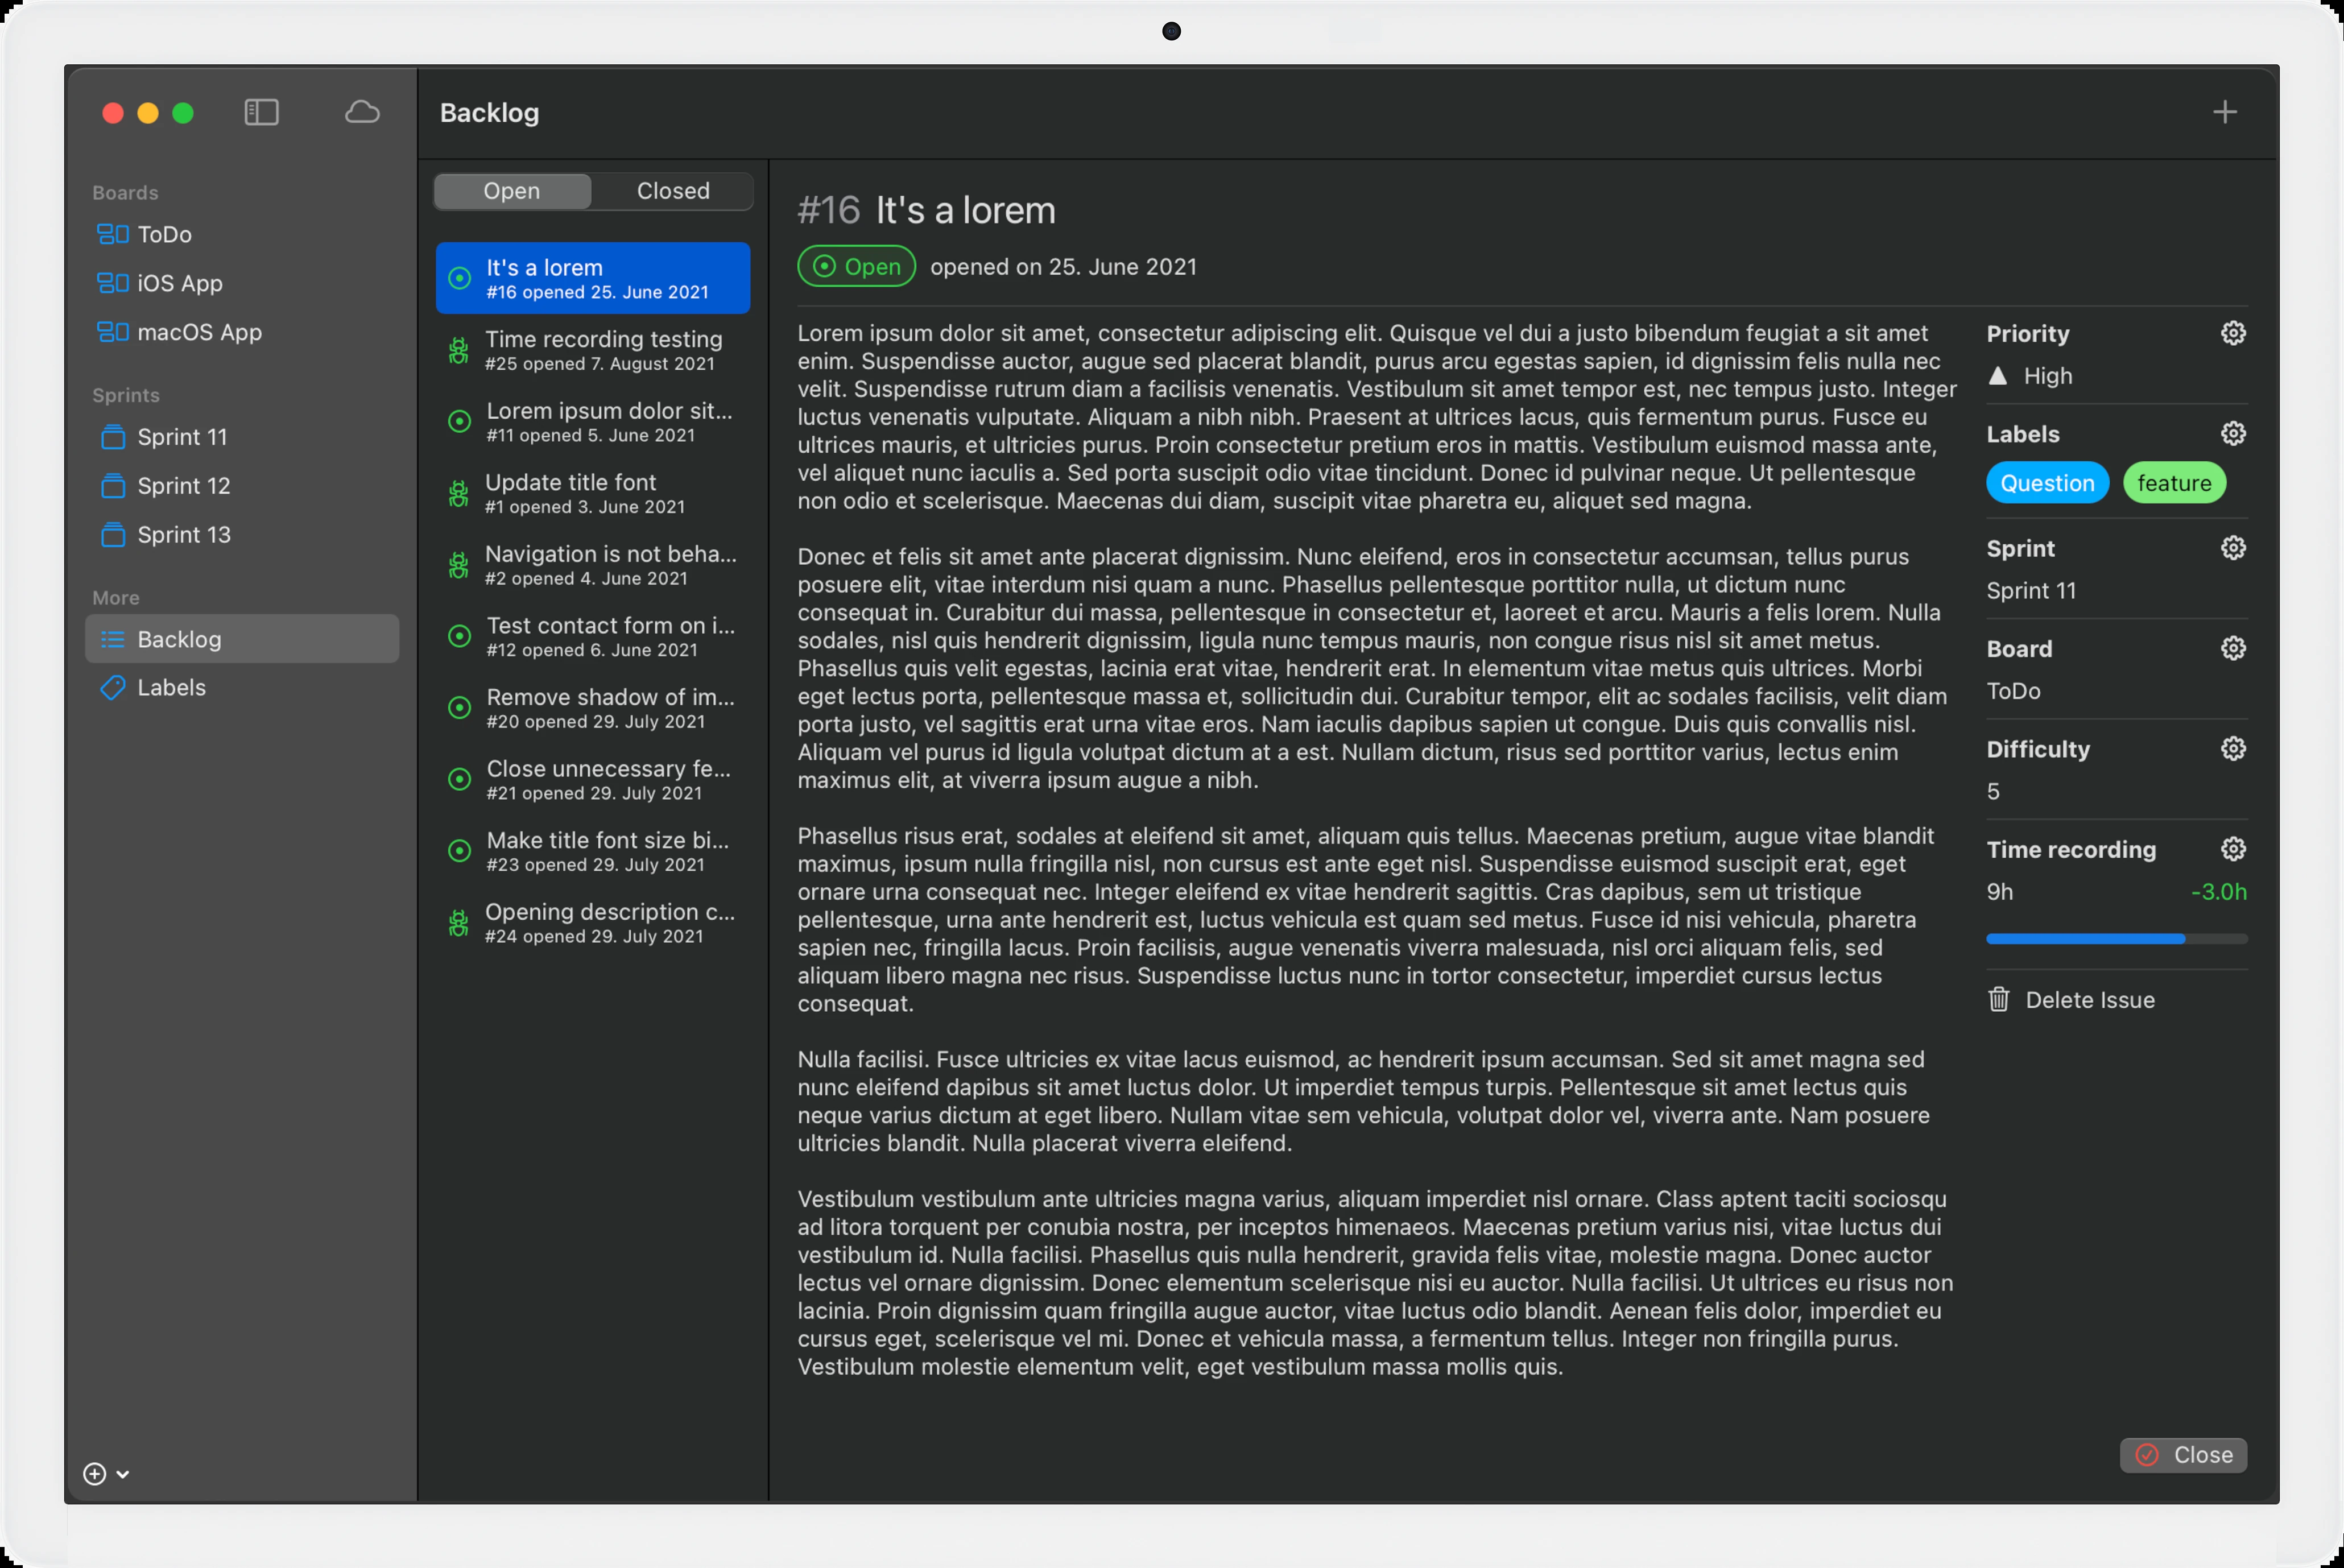 Backlog
Boards
ToDo
iOS App
macOS App
Sprints
Sprint 11
Sprint 12
Sprint 13
More
Backlog
Labels
Open
Closed
It's a lorem
#16 opened 25. June 2021
Time recording testing
#25 opened 7. August 2021
Lorem ipsum dolor sit...
#11 opened 5. June 2021
Update title font
#1 opened 3. June 2021
Navigation is not beha...
#2 opened 4. June 2021
Test contact form on i...
#12 opened 6. June 2021
Remove shadow of im...
#20 opened 29. July 2021
Close unnecessary fe...
#21 opened 29. July 2021
Make title font size bi...
#23 opened 29. July 2021
Opening description c...
#24 opened 29. July 2021
#16 It's a lorem
Open opened on 25. June 2021
Lorem ipsum dolor sit amet, consectetur adipiscing elit. Quisque vel dui a justo bibendum feugiat a sit amet
enim. Suspendisse auctor, augue sed placerat blandit, purus arcu egestas sapien, id dignissim felis nulla nec
velit. Suspendisse rutrum diam a facilisis venenatis. Vestibulum sit amet tempor est, nec tempus justo. Integer
luctus venenatis vulputate. Aliquam a nibh nibh. Praesent at ultrices lacus, quis fermentum purus. Fusce eu
ultrices mauris, et ultricies purus. Proin consectetur pretium eros in mattis. Vestibulum euismod massa ante,
vel aliquet nunc iaculis a. Sed porta suscipit odio vitae tincidunt. Donec id pulvinar neque. Ut pellentesque
non odio et scelerisque. Maecenas dui diam, suscipit vitae pharetra eu, aliquet sed magna.
Donec et felis sit amet ante placerat dignissim. Nunc eleifend, eros in consectetur accumsan, tellus purus
posuere elit, vitae interdum nisi quam a nunc. Phasellus pellentesque porttitor nulla, ut dictum nunc
consequat in. Curabitur dui massa, pellentesque in consectetur et, laoreet et arcu. Mauris a felis lorem. Nulla
sodales, nisl quis hendrerit dignissim, ligula nunc tempus mauris, non congue risus nisl sit amet metus.
Phasellus quis velit egestas, lacinia erat vitae, hendrerit erat. In elementum vitae metus quis ultrices. Morbi
eget lectus porta, pellentesque massa et, sollicitudin dui. Curabitur tempor, elit ac sodales facilisis, velit diam
porta justo, vel sagittis erat urna vitae eros. Nam iaculis dapibus sapien ut congue. Duis quis convallis nisl.
Aliquam vel purus id ligula volutpat dictum at a est. Nullam dictum, risus sed porttitor varius, lectus enim
maximus elit, at viverra ipsum augue a nibh.
Phasellus risus erat, sodales at eleifend sit amet, aliquam quis tellus. Maecenas pretium, augue vitae blandit
maximus, ipsum nulla fringilla nisl, non cursus est ante eget nisl. Suspendisse euismod suscipit erat, eget
ornare urna consequat nec. Integer eleifend ex vitae hendrerit sagittis. Cras dapibus, sem ut tristique
pellentesque, urna ante hendrerit est, luctus vehicula est quam sed metus. Fusce id nisi vehicula, pharetra
sapien nec, fringilla lacus. Proin facilisis, augue venenatis viverra malesuada, nisl orci aliquam felis, sed
aliquam libero magna nec risus. Suspendisse luctus nunc in tortor consectetur, imperdiet cursus lectus
consequat.
Nulla facilisi. Fusce ultricies ex vitae lacus euismod, ac hendrerit ipsum accumsan. Sed sit amet magna sed
nunc eleifend dapibus sit amet luctus dolor. Ut imperdiet tempus turpis. Pellentesque sit amet lectus quis
neque varius dictum at eget libero. Nullam vitae sem vehicula, volutpat dolor vel, viverra ante. Nam posuere
ultricies blandit. Nulla placerat viverra eleifend.
Vestibulum vestibulum ante ultricies magna varius, aliquam imperdiet nisl ornare. Class aptent taciti sociosqu
ad litora torquent per conubia nostra, per inceptos himenaeos. Maecenas pretium varius nisi, vitae luctus dui
vestibulum id. Nulla facilisi. Phasellus quis nulla hendrerit, gravida felis vitae, molestie magna. Donec auctor
lectus vel ornare dignissim. Donec elementum scelerisque nisi eu auctor. Nulla facilisi. Ut ultrices eu risus non
lacinia. Proin dignissim quam fringilla augue auctor, vitae luctus odio blandit. Aenean felis dolor, imperdiet eu
cursus eget, scelerisque vel mi. Donec et vehicula massa, a fermentum tellus. Integer non fringilla purus.
Vestibulum molestie elementum velit, eget vestibulum massa mollis quis.
Priority
High
Labels
Question feature
Sprint
Sprint 11
Board
ToDo
Difficulty
5
Time recording
9h -3.0h
Delete Issue
Close